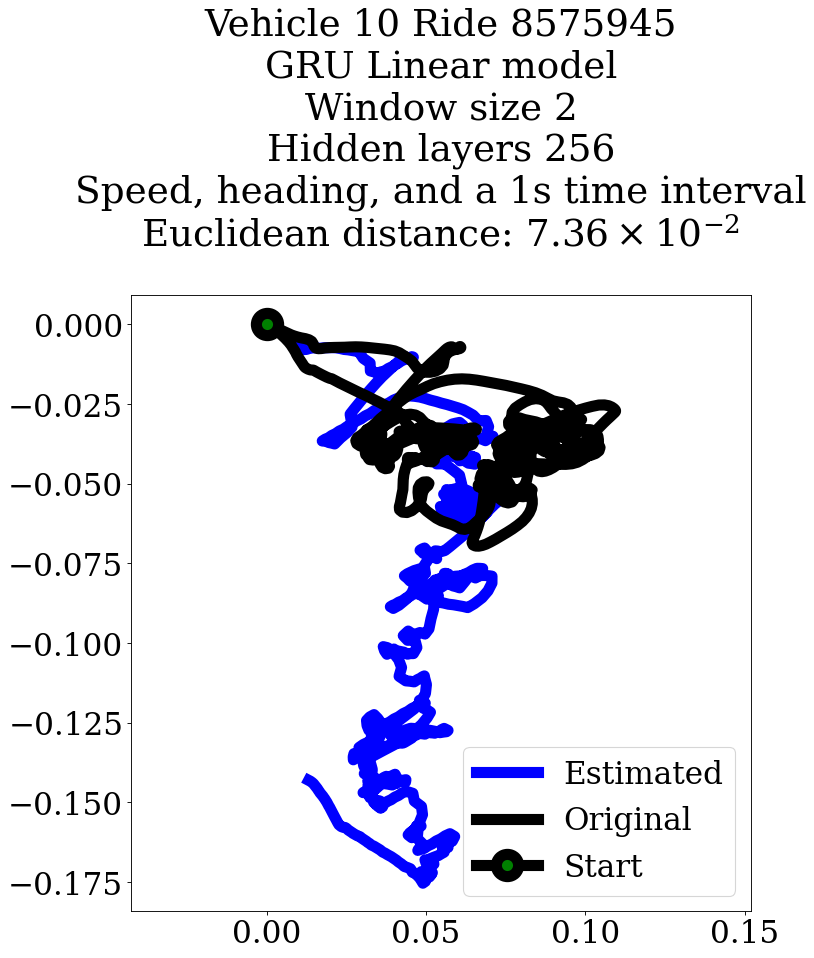 Vehicle 10 Ride 8575945
GRU Linear model
Window size 2
Hidden layers 256
Speed, heading, and a 1s time interval
Euclidean distance: 7.36 × 10⁻²
0.000
−0.025
−0.050
−0.075
−0.100
−0.125
−0.150
−0.175
Estimated
Original
Start
0.00 0.05 0.10 0.15